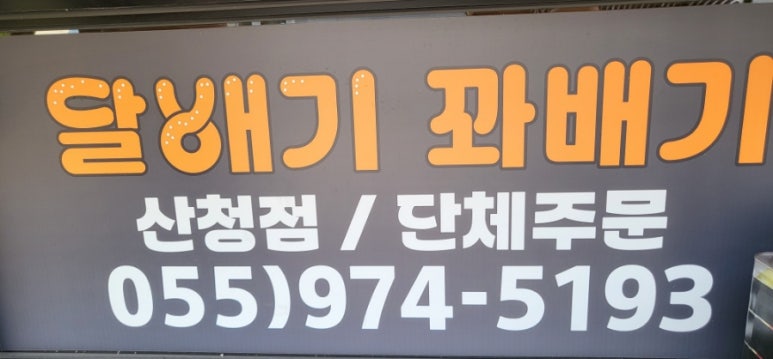 달배기 꽈배기
산청점 / 단체주문
055)974-5193